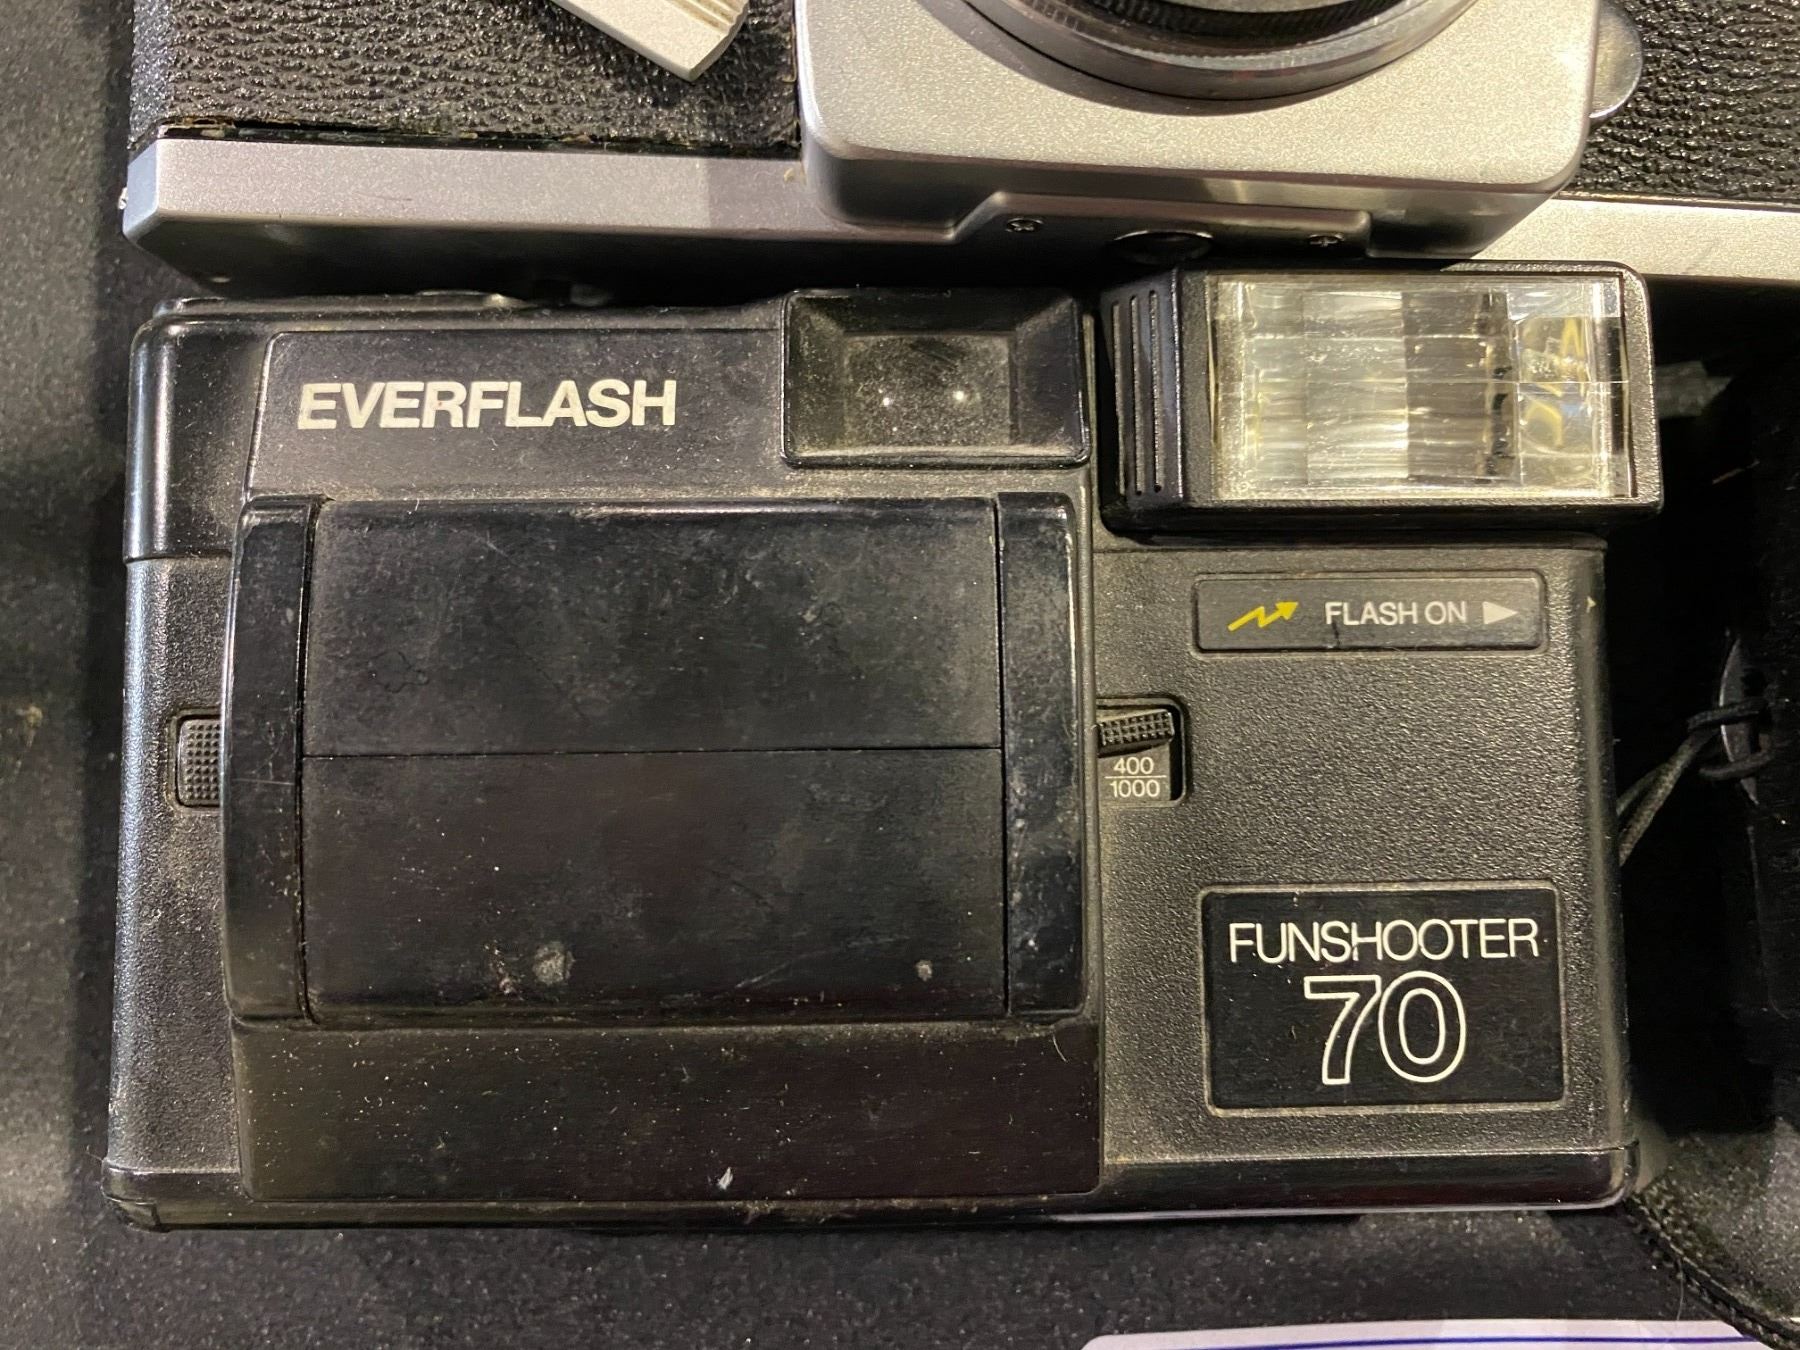 EVERFLASH
FLASH ON
400
1000
FUNSHOOTER
70